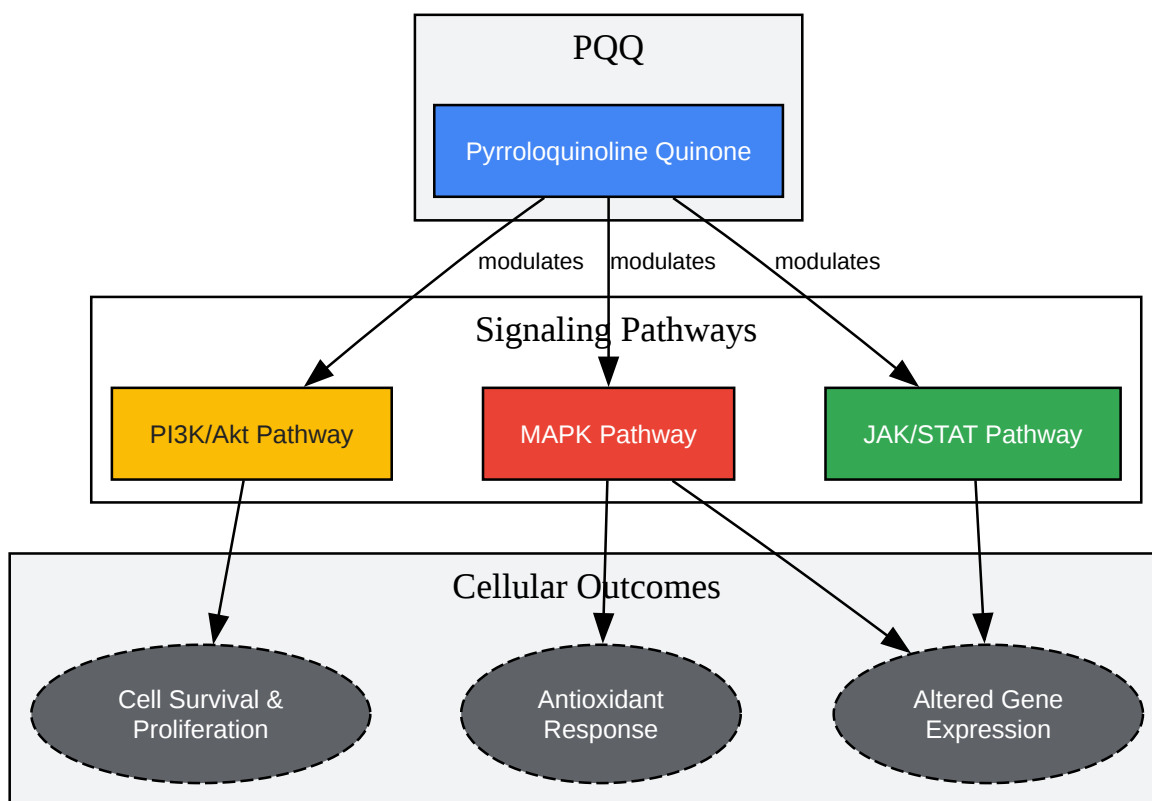 PQQ
Pyrroloquinoline Quinone
modulates
modulates
modulates
Signaling Pathways
PI3K/Akt Pathway
MAPK Pathway
JAK/STAT Pathway
Cellular Outcomes
Cell Survival &
Proliferation
Antioxidant
Response
Altered Gene
Expression